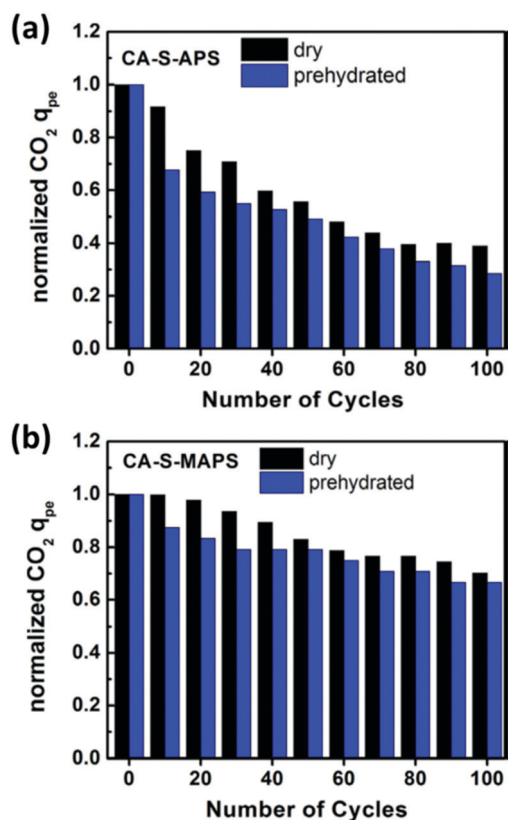 (a)
CA-S-APS
dry
prehydrated
normalized CO2 qpe
1.2
1.0
0.8
0.6
0.4
0.2
0.0
0 20 40 60 80 100
Number of Cycles
(b)
CA-S-MAPS
dry
prehydrated
normalized CO2 qpe
1.2
1.0
0.8
0.6
0.4
0.2
0.0
0 20 40 60 80 100
Number of Cycles